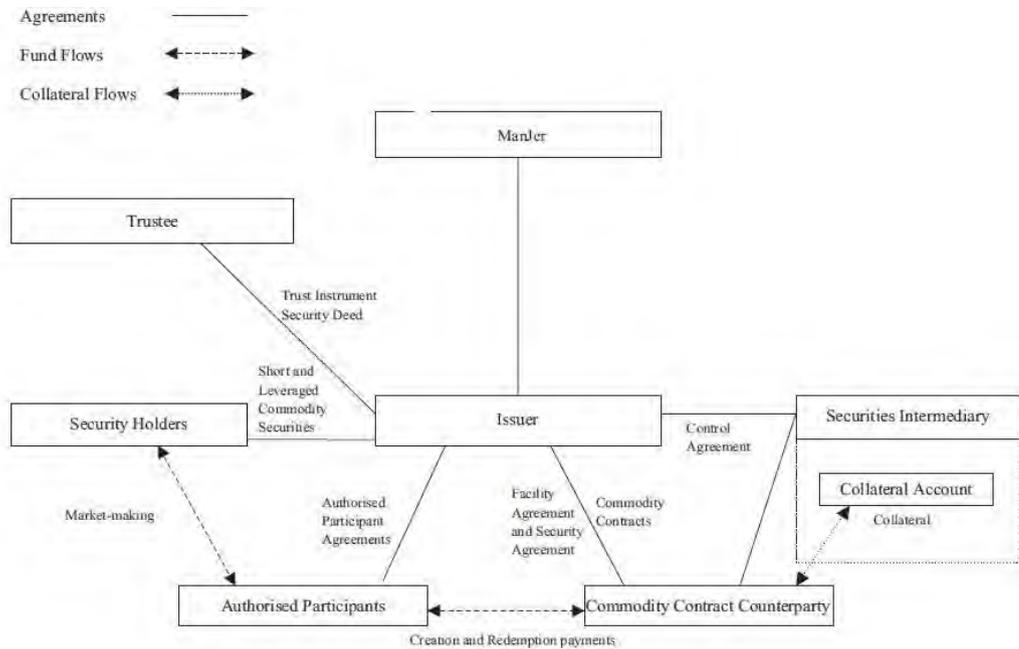 Agreements
Fund Flows
Collateral Flows
ManJer
Trustee
Trust Instrument
Security Deed
Short and
Leveraged
Commodity
Securities
Security Holders
Issuer
Securities Intermediary
Control
Agreement
Collateral Account
Collateral
Market-making
Authorised
Participant
Agreements
Facility
Agreement
and Security
Agreement
Commodity
Contracts
Authorised Participants
Commodity Contract Counterparty
Creation and Redemption payments